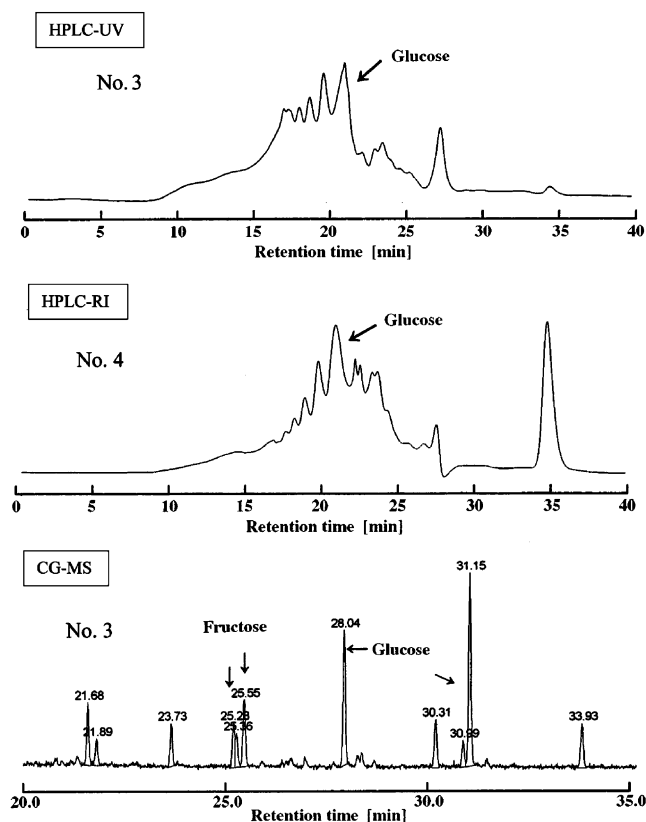 HPLC-UV
No. 3
Glucose
0 5 10 15 20 25 30 35 40
Retention time [min]
HPLC-RI
No. 4
Glucose
0 5 10 15 20 25 30 35 40
Retention time [min]
CG-MS
No. 3
Fructose
Glucose
31.15
28.04
25.55
21.68
25.28
30.31
33.93
23.73
25.36
21.89
30.99
20.0 25.0 30.0 35.0
Retention time [min]